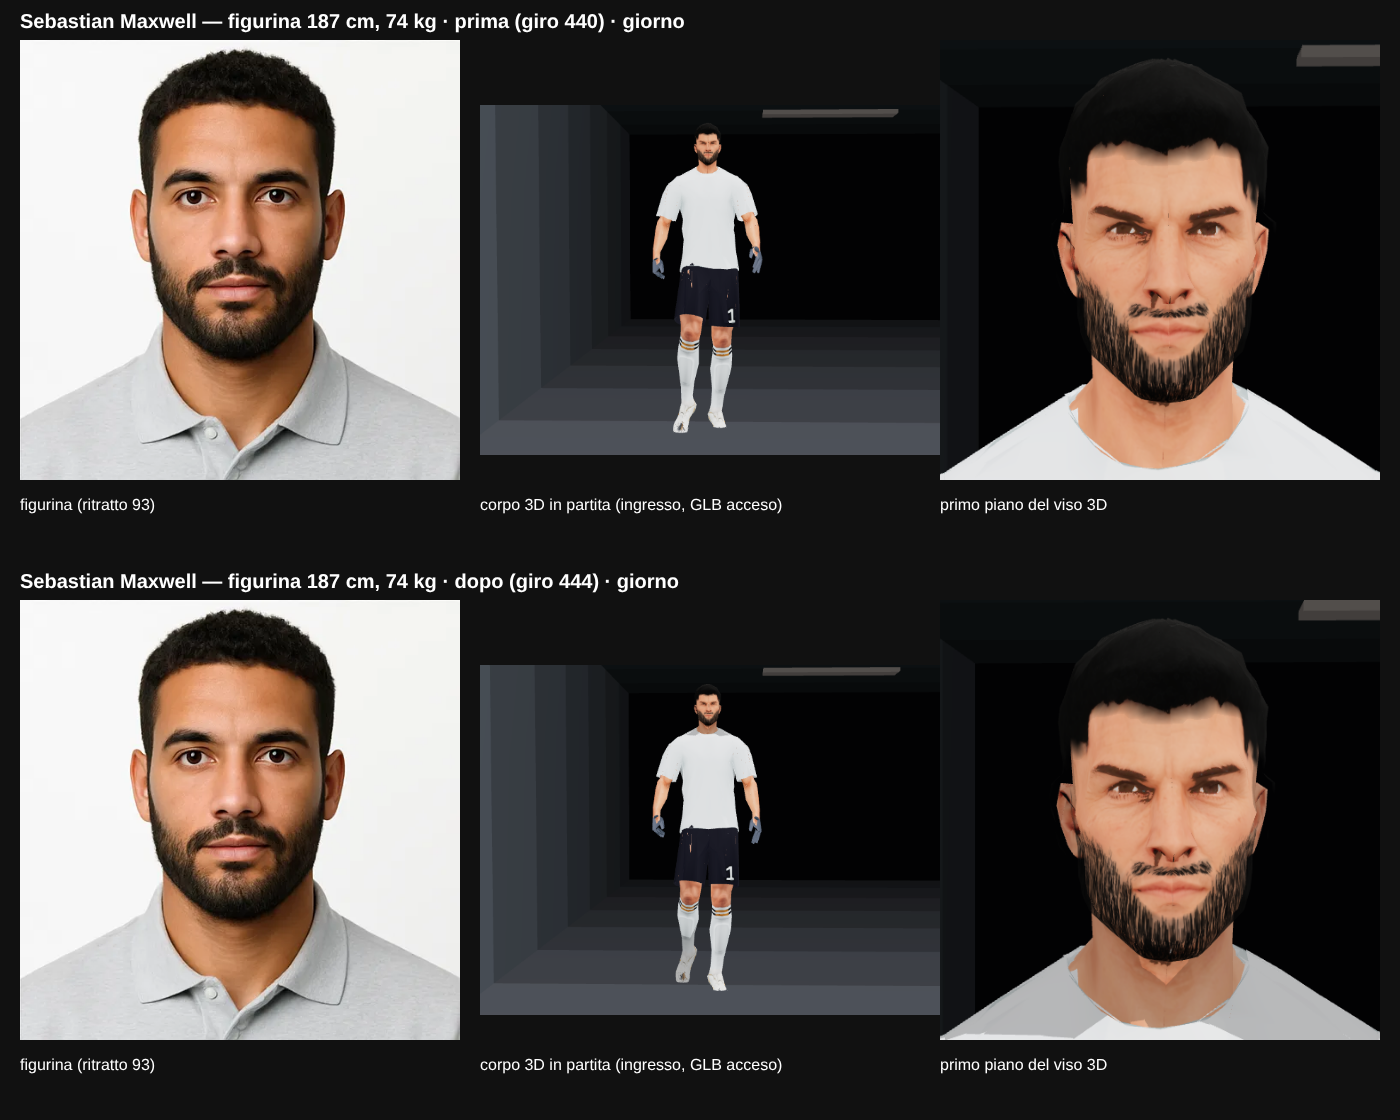 Sebastian Maxwell — figurina 187 cm, 74 kg · prima (giro 440) · giorno
1
figurina (ritratto 93)
corpo 3D in partita (ingresso, GLB acceso)
primo piano del viso 3D
Sebastian Maxwell — figurina 187 cm, 74 kg · dopo (giro 444) · giorno
1
figurina (ritratto 93)
corpo 3D in partita (ingresso, GLB acceso)
primo piano del viso 3D